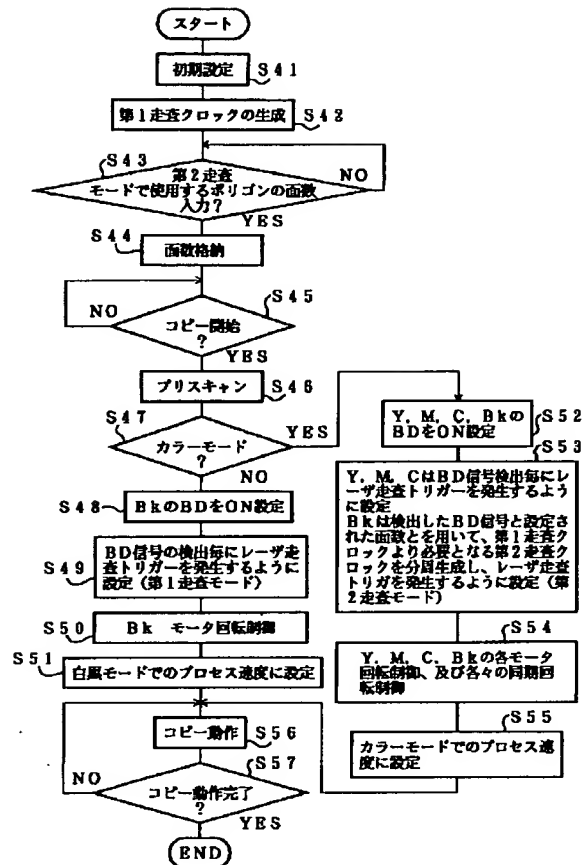 スタート
初期設定
S41
第1走査クロックの生成
S42
S43
第2走査
モードで使用するポリゴンの面数
入力?
NO
YES
S44
面数格納
S45
NO
コピー開始
?
YES
プリスキャン
S46
S47
カラーモード
?
YES
NO
S48
BkのBDをON設定
S49
BD信号の検出毎にレーザ走
査トリガーを発生するように
設定(第1走査モード)
S50
Bk モータ回転制御
S51
白黒モードでのプロセス速度に設定
Y, M, C, Bkの
BDをON設定
S52
S53
Y, M, CはBD信号検出毎にレ
ーザ走査トリガーを発生するよう
に設定
Bkは検出したBD信号と設定さ
れた面数とを用いて、第1走査ク
ロックより必要となる第2走査ク
ロックを分周生成し、レーザ走査
トリガを発生するように設定(第
2走査モード)
S54
Y, M, C, Bkの各モータ
回転制御、及び各々の同期回
転制御
S55
カラーモードでのプロセス速
度に設定
コピー動作
S56
S57
NO
コピー動作完了
?
YES
END